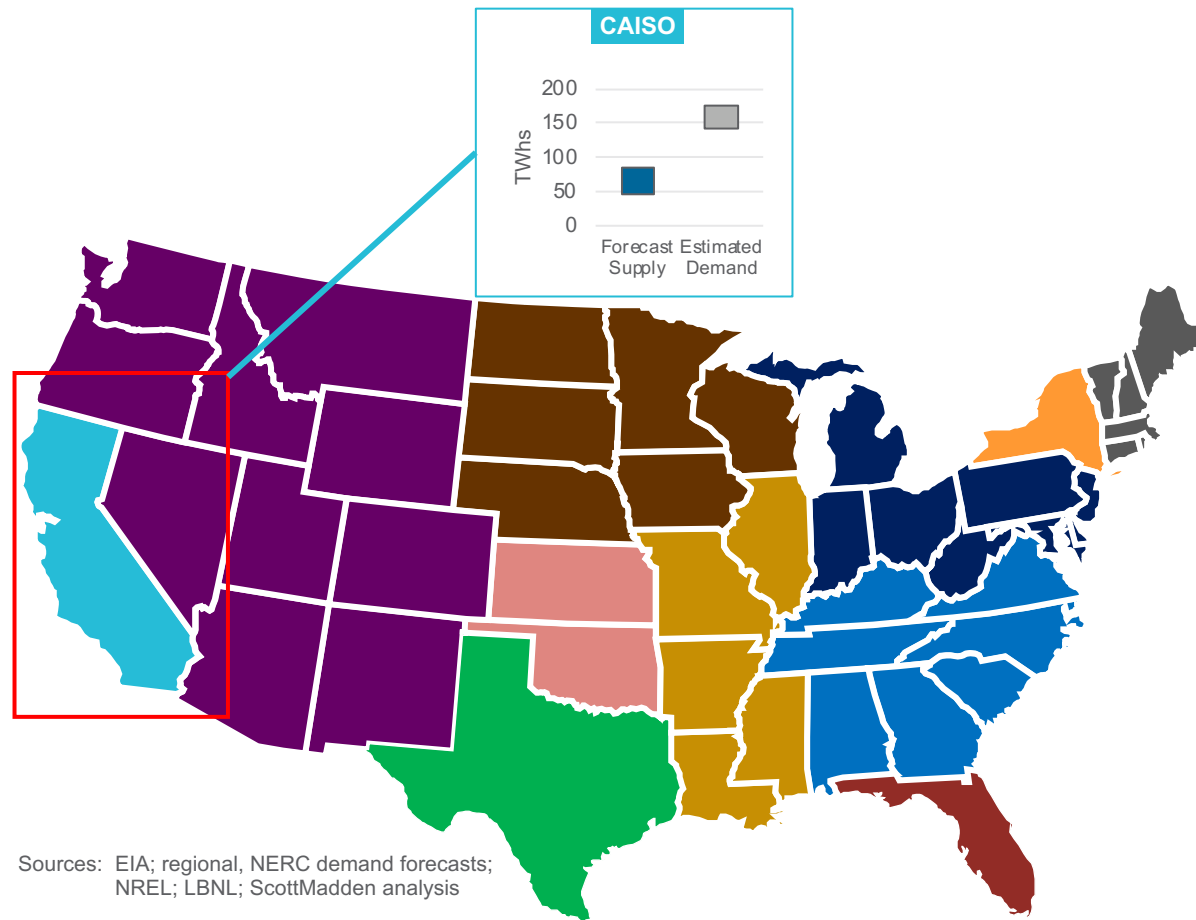 CAISO
TWhs
200
150
100
50
0
Forecast Estimated
Supply Demand
Sources: EIA; regional, NERC demand forecasts;
NREL; LBNL; ScottMadden analysis